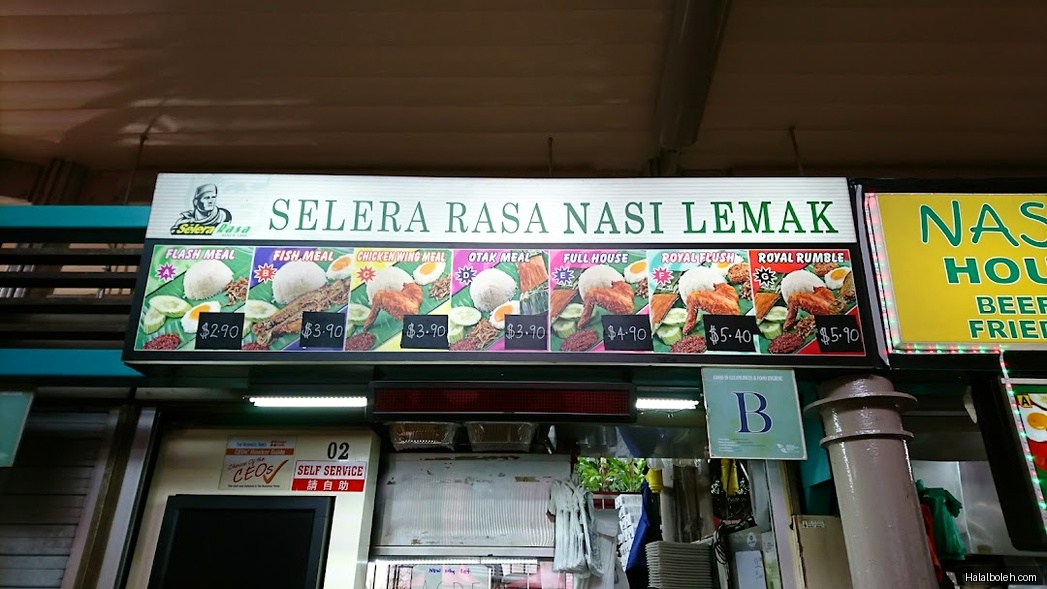 Selera Rasa
SELERA RASA NASI LEMAK
FLASH MEAL
A
$2.90
FISH MEAL
B
$3.90
CHICKEN WING MEAL
C
$3.90
OTAK MEAL
D
$3.90
FULL HOUSE
E
$4.90
ROYAL FLUSH
F
$5.40
ROYAL RUMBLE
G
$5.90
NAS
HOU
BEEF
FRIED
B
02
SELF SERVICE
請自助
CEOs
Halalboleh.com